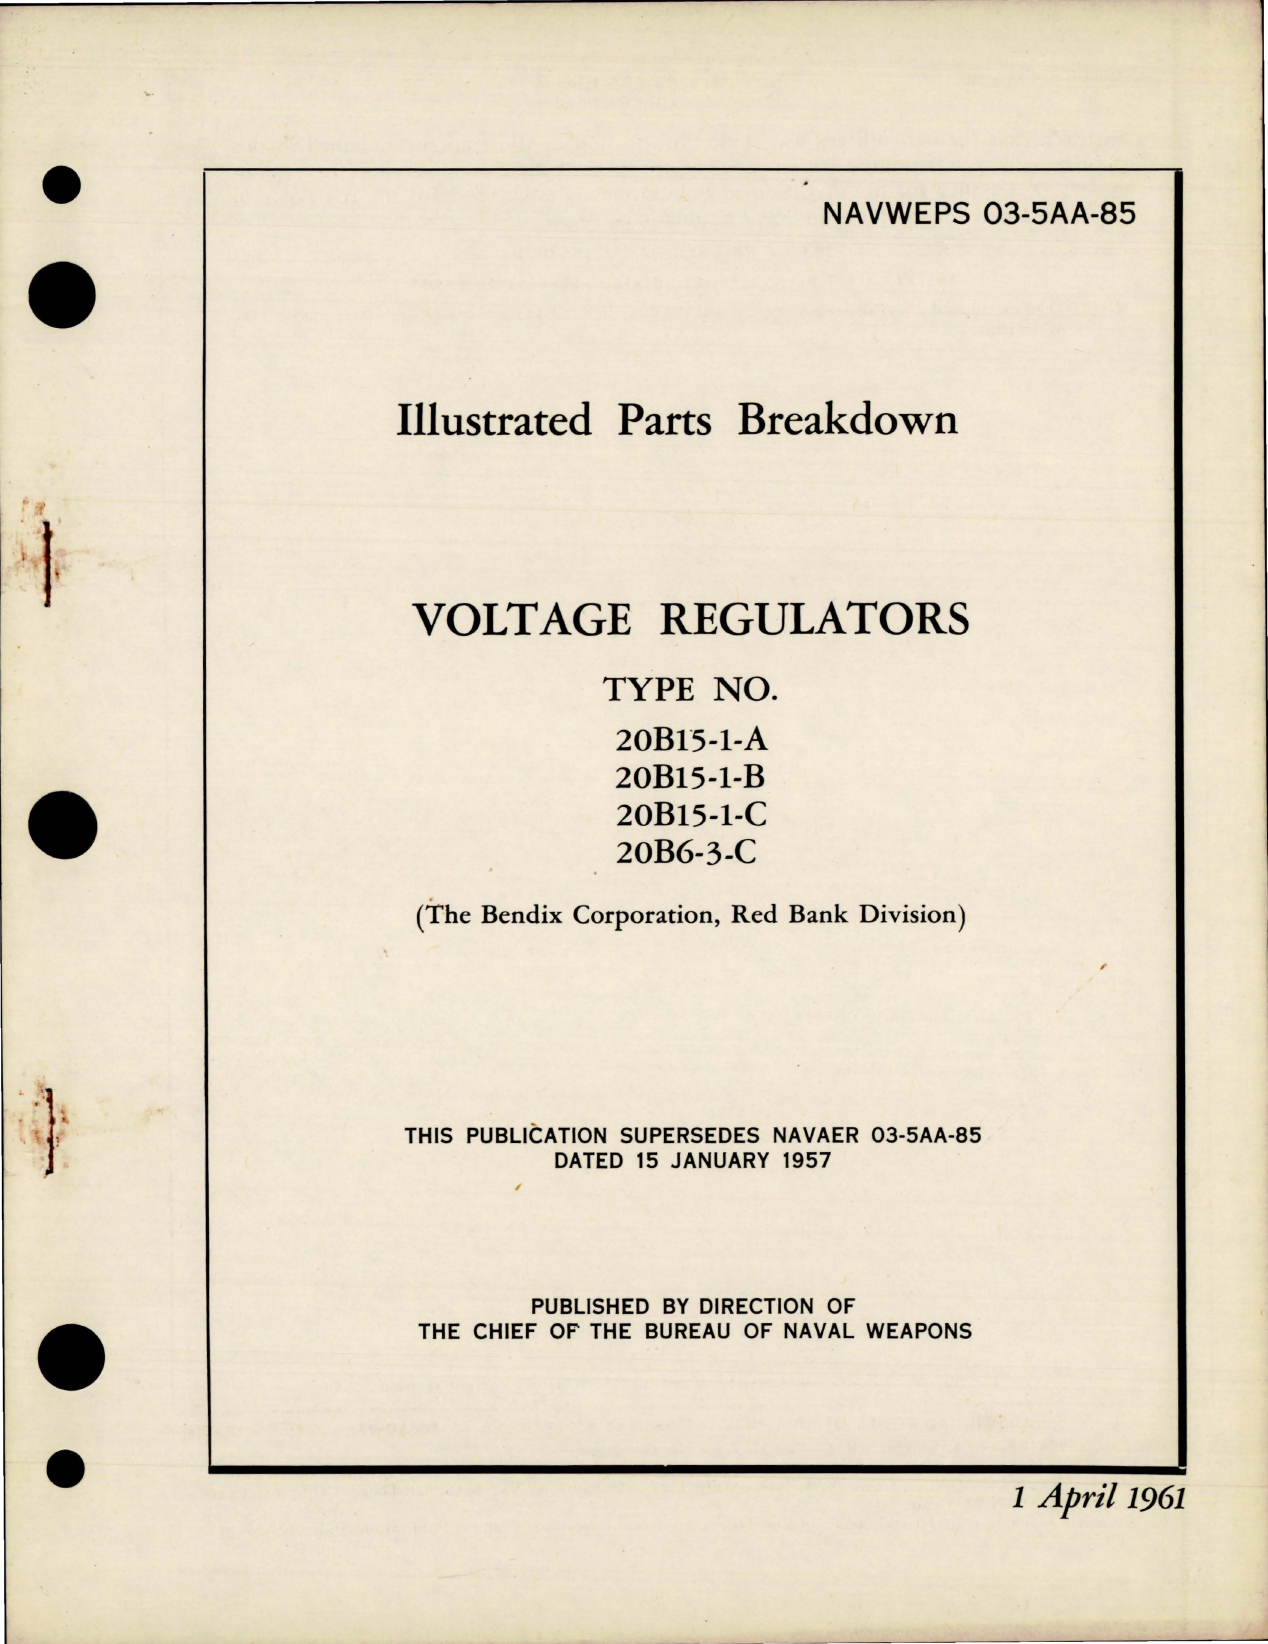 NAVWEPS 03-5AA-85
Illustrated Parts Breakdown
VOLTAGE REGULATORS
TYPE NO.
20B15-1-A
20B15-1-B
20B15-1-C
20B6-3-C
(The Bendix Corporation, Red Bank Division)
THIS PUBLICATION SUPERSEDES NAVAER 03-5AA-85
DATED 15 JANUARY 1957
PUBLISHED BY DIRECTION OF
THE CHIEF OF THE BUREAU OF NAVAL WEAPONS
1 April 1961